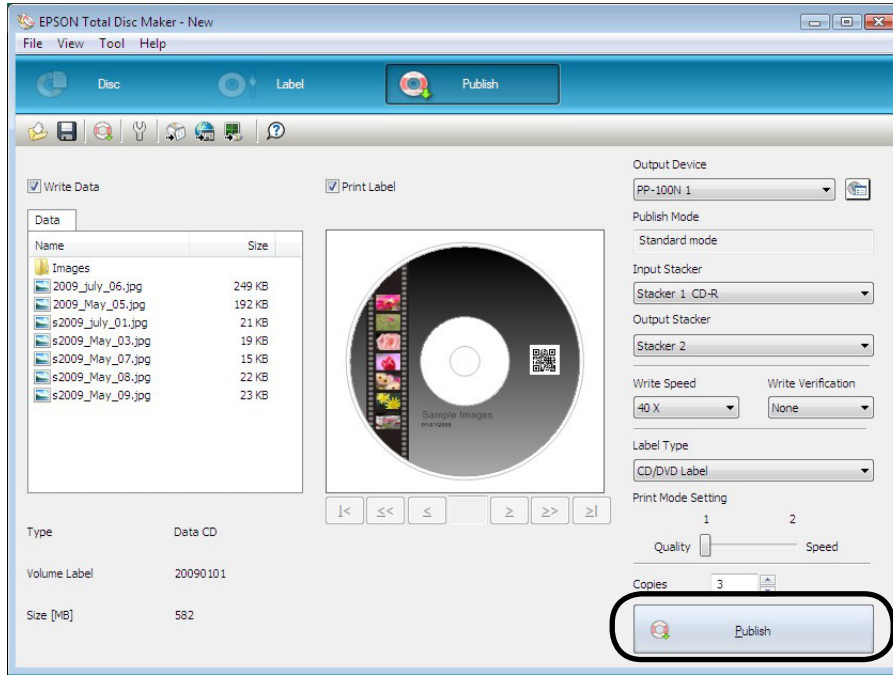 EPSON Total Disc Maker - New
File View Tool Help
Disc Label Publish
Write Data
Data
Name Size
Images
2009_july_06.jpg 249 KB
2009_May_05.jpg 192 KB
s2009_july_01.jpg 21 KB
s2009_May_03.jpg 19 KB
s2009_May_07.jpg 15 KB
s2009_May_08.jpg 22 KB
s2009_May_09.jpg 23 KB
Type Data CD
Volume Label 20090101
Size [MB] 582
Print Label
Sample Images
|< << < > >> >|
Output Device
PP-100N 1
Publish Mode
Standard mode
Input Stacker
Stacker 1 CD-R
Output Stacker
Stacker 2
Write Speed Write Verification
40 X None
Label Type
CD/DVD Label
Print Mode Setting
1 2
Quality Speed
Copies 3
Publish